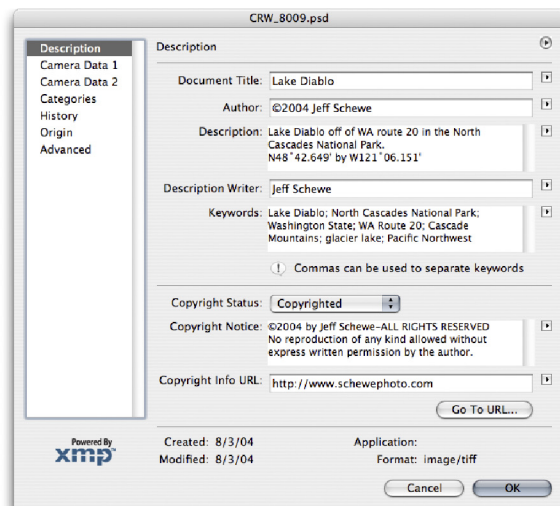 CRW_8009.psd
Description
Camera Data 1
Camera Data 2
Categories
History
Origin
Advanced
Description
Document Title: Lake Diablo
Author: ©2004 Jeff Schewe
Description: Lake Diablo off of WA route 20 in the North
Cascades National Park.
N48˚42.649' by W121˚06.151'
Description Writer: Jeff Schewe
Keywords: Lake Diablo; North Cascades National Park;
Washington State; WA Route 20; Cascade
Mountains; glacier lake; Pacific Northwest
! Commas can be used to separate keywords
Copyright Status: Copyrighted
Copyright Notice: ©2004 by Jeff Schewe-ALL RIGHTS RESERVED
No reproduction of any kind allowed without
express written permission by the author.
Copyright Info URL: http://www.schewephoto.com
Go To URL...
Powered By
xmp™
Created: 8/3/04
Application:
Modified: 8/3/04
Format: image/tiff
Cancel
OK